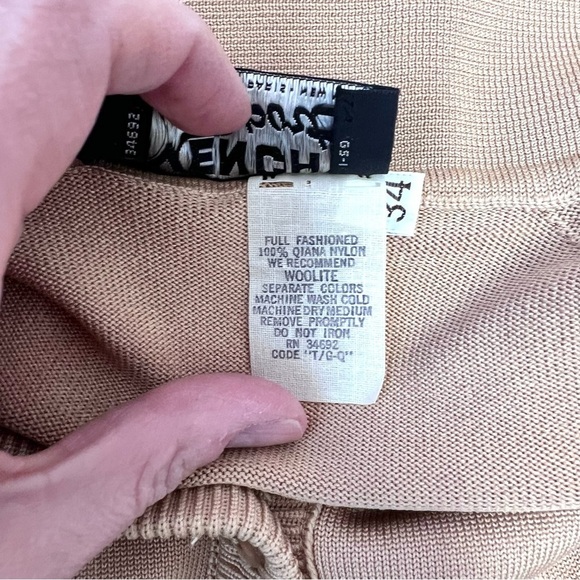 34692
FRENCH
34
FULL FASHIONED
100% QIANA NYLON
WE RECOMMEND
WOOLITE
SEPARATE COLORS
MACHINE WASH COLD
MACHINE DRY MEDIUM
REMOVE PROMPTLY
DO NOT IRON
RN 34692
CODE "T/G-Q"